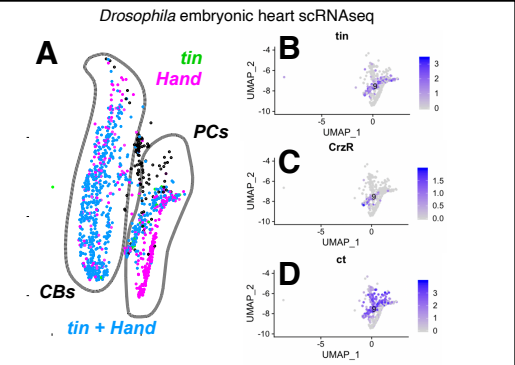 Drosophila embryonic heart scRNAseq
A
tin
Hand
PCs
CBs
tin + Hand
B
tin
UMAP_2
-4
-6
-8
-10
9
-5
0
UMAP_1
3
2
1
0
C
CrzR
UMAP_2
-4
-6
-8
-10
9
-5
0
UMAP_1
1.5
1.0
0.5
0.0
D
ct
UMAP_2
-4
-6
-8
-10
9
-5
0
UMAP_1
3
2
1
0